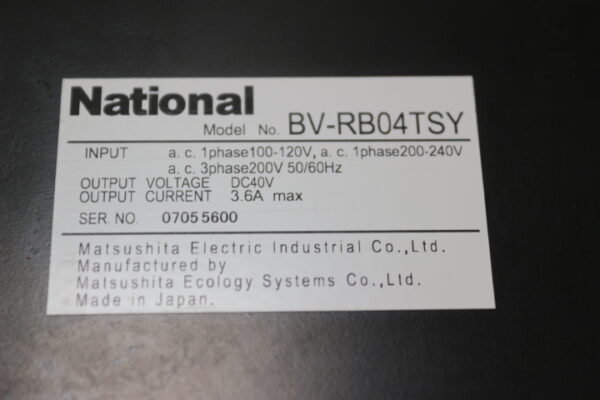 National
Model No. BV-RB04TSY
INPUT a.c. 1phase100-120V, a.c. 1phase200-240V
a.c. 3phase200V 50/60Hz
OUTPUT VOLTAGE DC40V
OUTPUT CURRENT 3.6A max
SER. NO. 07055600
Matsushita Electric Industrial Co.,Ltd.
Manufactured by
Matsushita Ecology Systems Co.,Ltd.
Made in Japan.